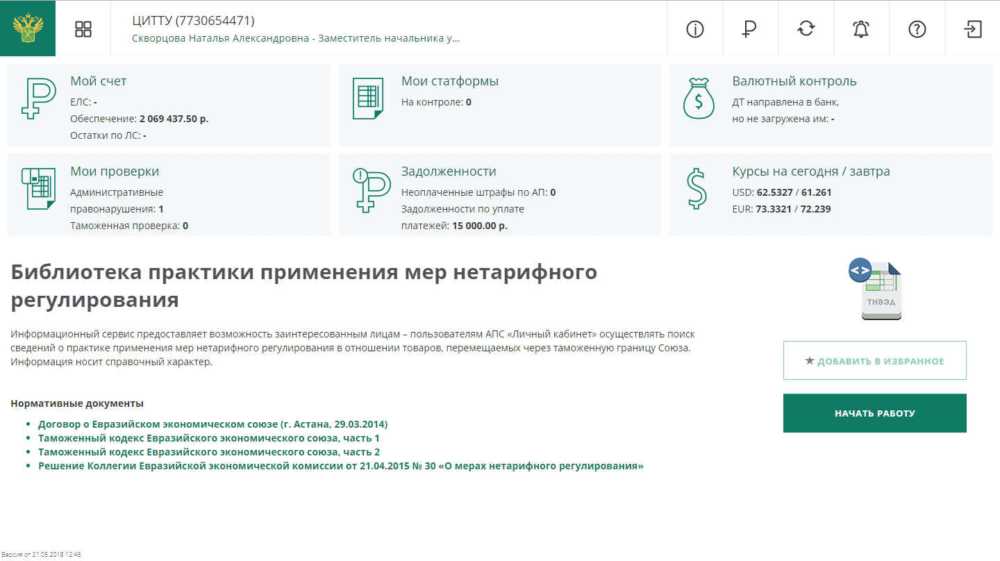 ЦИТТУ (7730654471)
Скворцова Наталья Александровна - Заместитель начальника у...
Мой счет
ЕЛС: -
Обеспечение: 2 069 437.50 р.
Остатки по ЛС: -
Мои статформы
На контроле: 0
Валютный контроль
ДТ направлена в банк,
но не загружена им: -
Мои проверки
Административные
правонарушения: 1
Таможенная проверка: 0
Задолженности
Неоплаченные штрафы по АП: 0
Задолженности по уплате
платежей: 15 000.00 р.
Курсы на сегодня / завтра
USD: 62.5327 / 61.261
EUR: 73.3321 / 72.239
Библиотека практики применения мер нетарифного
регулирования
Информационный сервис предоставляет возможность заинтересованным лицам – пользователям АПС «Личный кабинет» осуществлять поиск
сведений о практике применения мер нетарифного регулирования в отношении товаров, перемещаемых через таможенную границу Союза.
Информация носит справочный характер.
Нормативные документы
Договор о Евразийском экономическом союзе (г. Астана, 29.03.2014)
Таможенный кодекс Евразийского экономического союза, часть 1
Таможенный кодекс Евразийского экономического союза, часть 2
Решение Коллегии Евразийской экономической комиссии от 21.04.2015 № 30 «О мерах нетарифного регулирования»
ТНВЭД
★ ДОБАВИТЬ В ИЗБРАННОЕ
НАЧАТЬ РАБОТУ
Версия от 21.05.2018 12:45